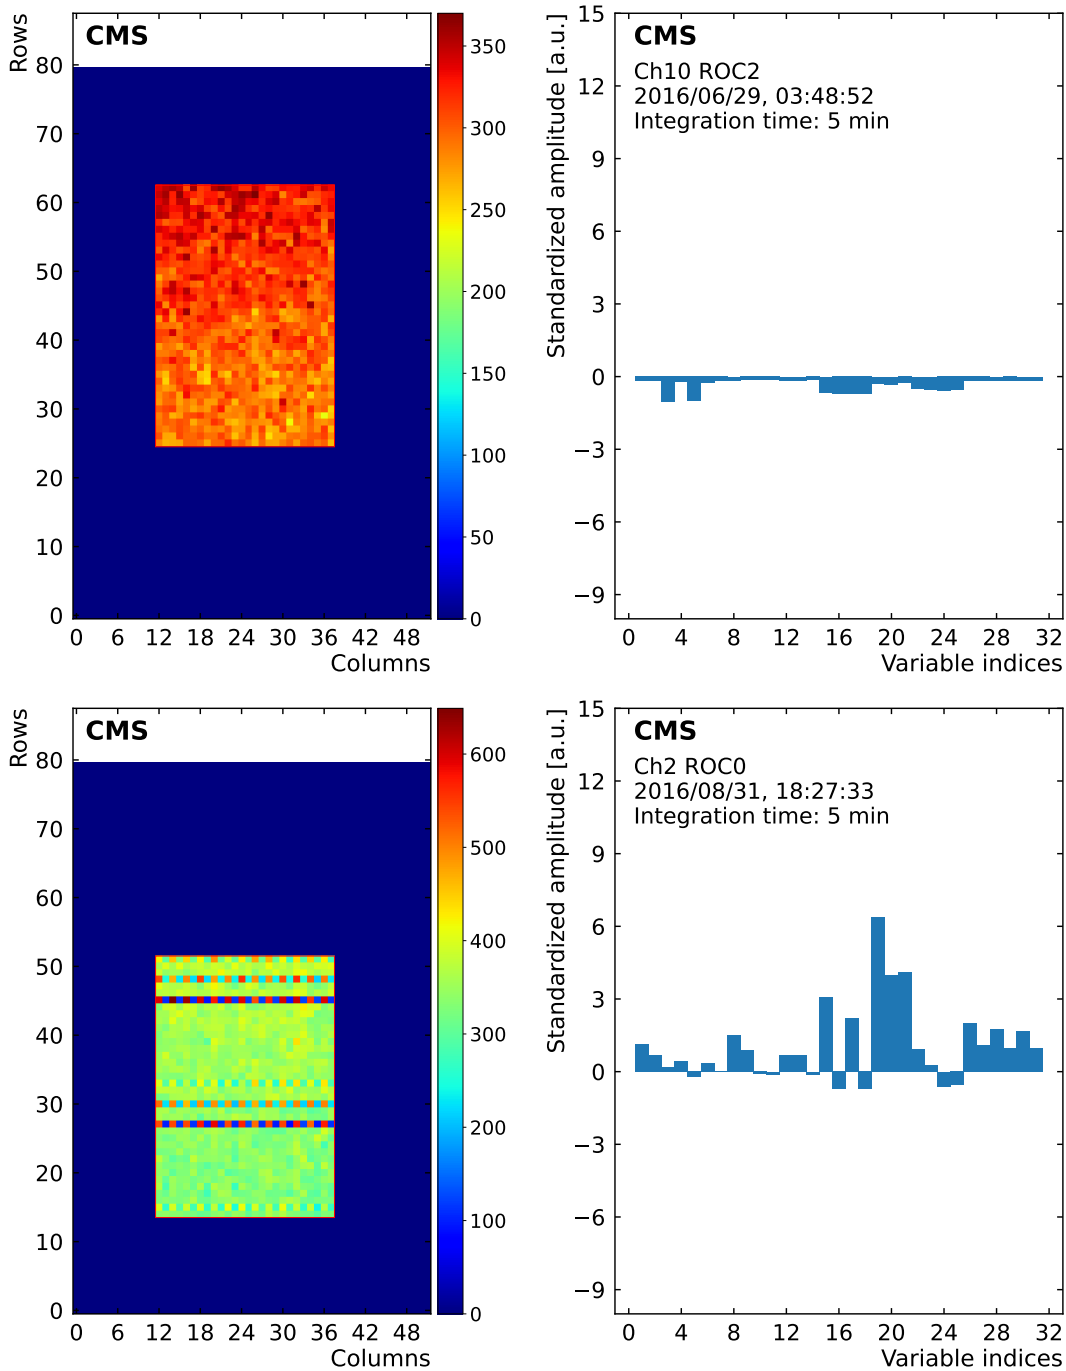 CMS
Rows
80
70
60
50
40
30
20
10
0
0 6 12 18 24 30 36 42 48
Columns
350
300
250
200
150
100
50
0
CMS
Ch10 ROC2
2016/06/29, 03:48:52
Integration time: 5 min
Standardized amplitude [a.u.]
15
12
9
6
3
0
−3
−6
−9
0 4 8 12 16 20 24 28 32
Variable indices
CMS
Rows
80
70
60
50
40
30
20
10
0
0 6 12 18 24 30 36 42 48
Columns
600
500
400
300
200
100
0
CMS
Ch2 ROC0
2016/08/31, 18:27:33
Integration time: 5 min
Standardized amplitude [a.u.]
15
12
9
6
3
0
−3
−6
−9
0 4 8 12 16 20 24 28 32
Variable indices